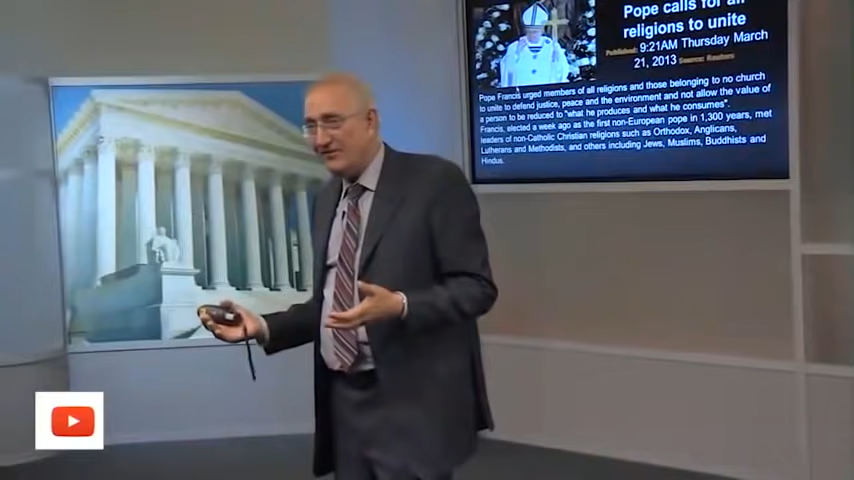 Pope calls for all
religions to unite
Published: 9:21AM Thursday March
21, 2013 Source: Reuters
Pope Francis urged members of all religions and those belonging to no church
to unite to defend justice, peace and the environment and not allow the value of
a person to be reduced to "what he produces and what he consumes".
Francis, elected a week ago as the first non-European pope in 1,300 years, met
leaders of non-Catholic Christian religions such as Orthodox, Anglicans,
Lutherans and Methodists, and others including Jews, Muslims, Buddhists and
Hindus.